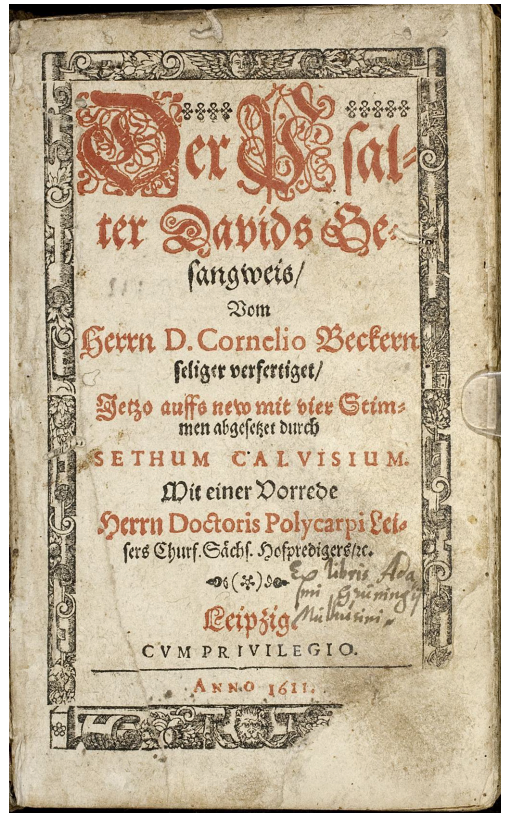 Der Psal-
ter Davids Ge-
sangweis/
Vom
Herrn D. Cornelio Beckern
seliger verfertiget/
Jetzo auffs new mit vier Stim-
men abgesetzet durch
SETHUM CALVISIUM.
Mit einer Vorrede
Herrn Doctoris Polycarpi Lei-
sers Churf. Sächs. Hofpredigers/ꝛc.
Ex libris Ada
mi
Leipzig.
CVM PRIVILEGIO.
ANNO 1611.